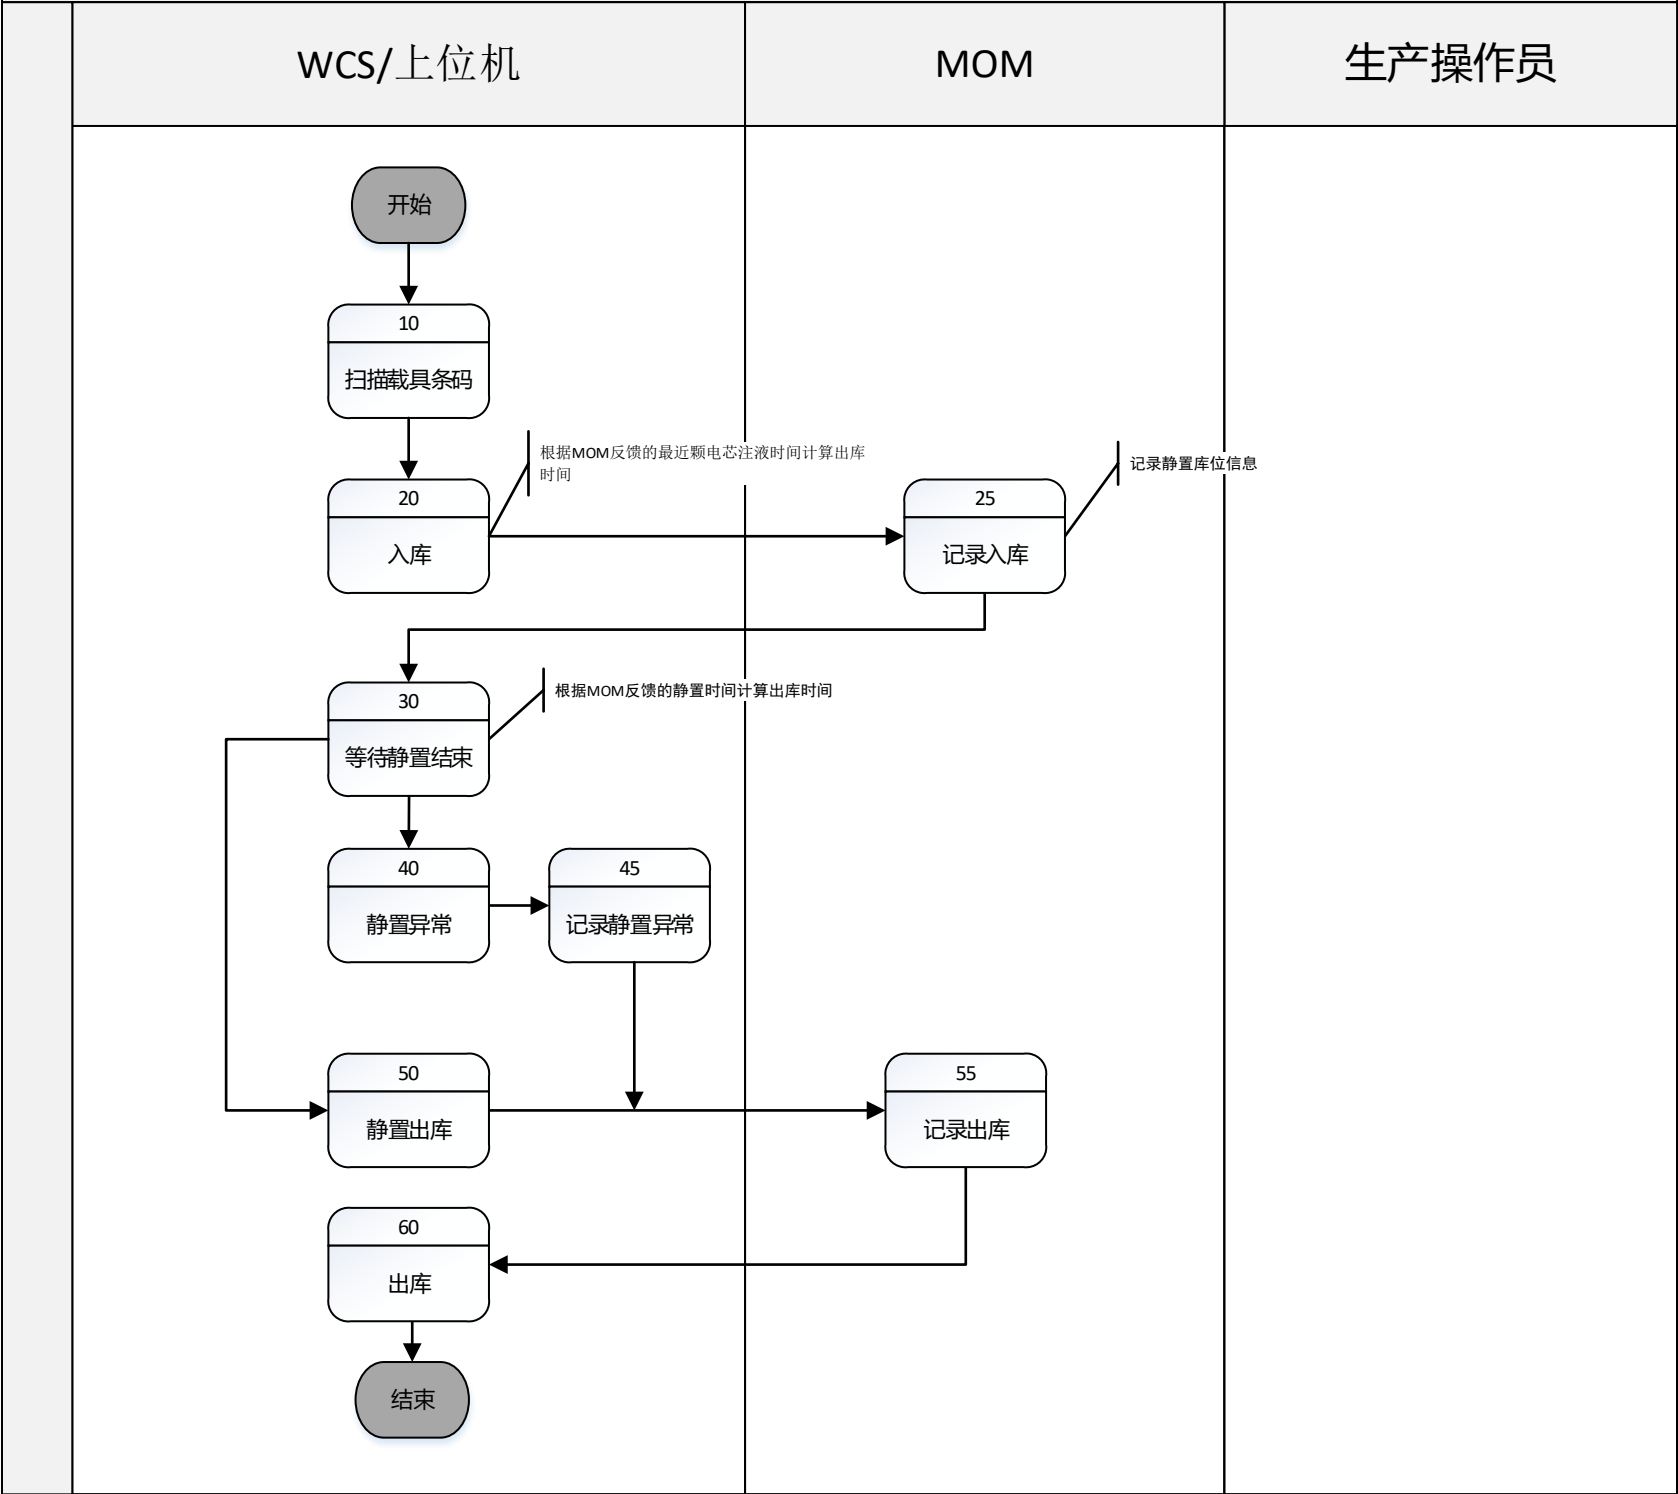 WCS/上位机
MOM
生产操作员
开始
10
扫描载具条码
根据MOM反馈的最近颗电芯注液时间计算出库
时间
记录静置库位信息
20
入库
25
记录入库
30
等待静置结束
根据MOM反馈的静置时间计算出库时间
40
静置异常
45
记录静置异常
50
静置出库
55
记录出库
60
出库
结束